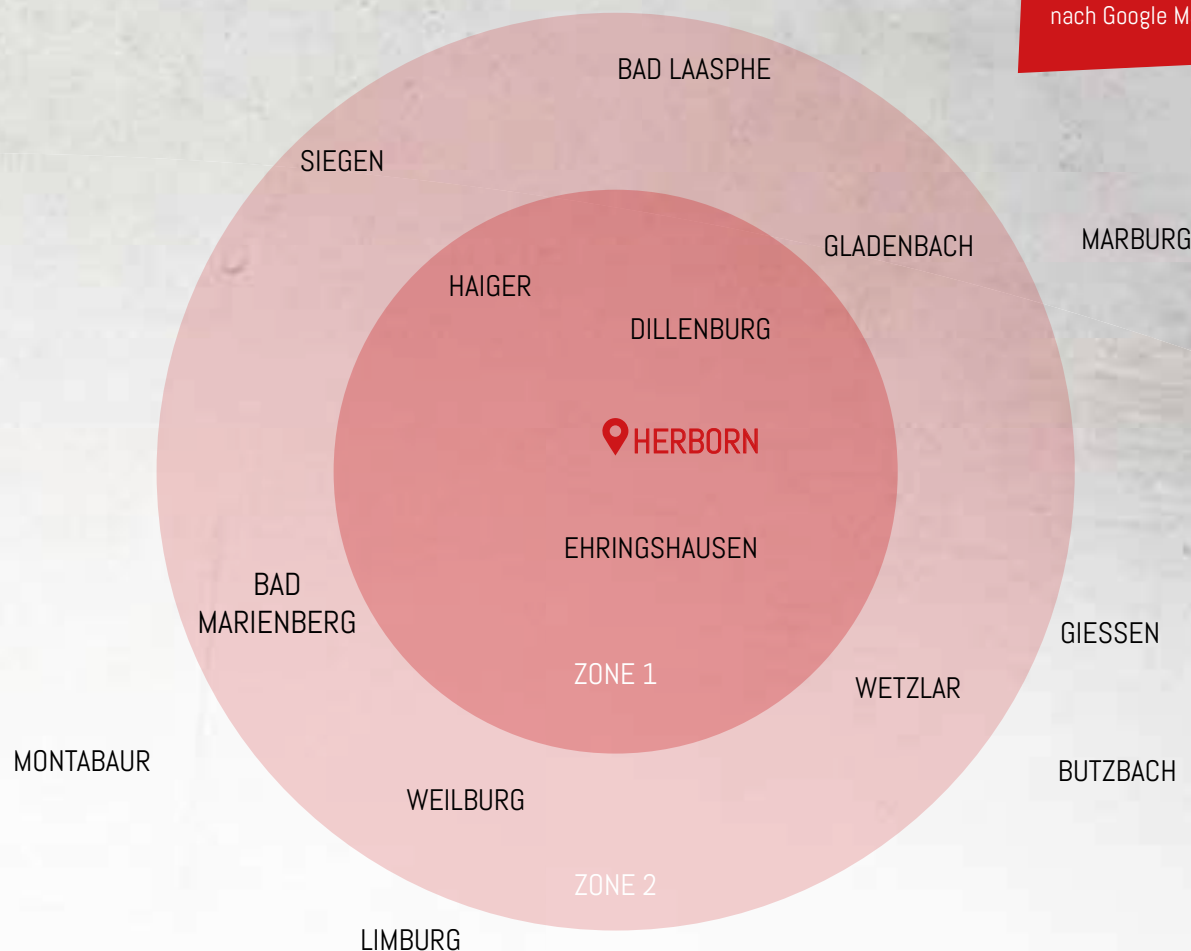 nach Google M
BAD LAASPHE
SIEGEN
GLADENBACH
MARBURG
HAIGER
DILLENBURG
HERBORN
EHRINGSHAUSEN
BAD
MARIENBERG
GIESSEN
ZONE 1
WETZLAR
MONTABAUR
BUTZBACH
WEILBURG
ZONE 2
LIMBURG